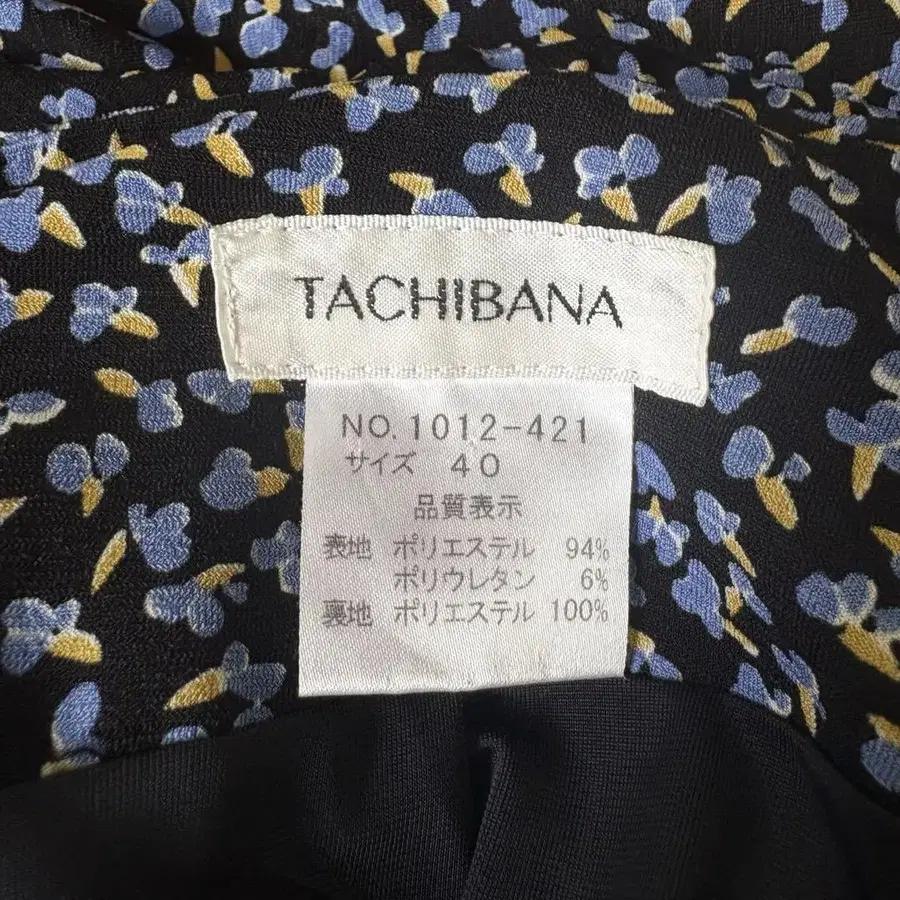 TACHIBANA
NO.1012-421
サイズ 40
品質表示
表地 ポリエステル 94%
ポリウレタン 6%
裏地 ポリエステル 100%